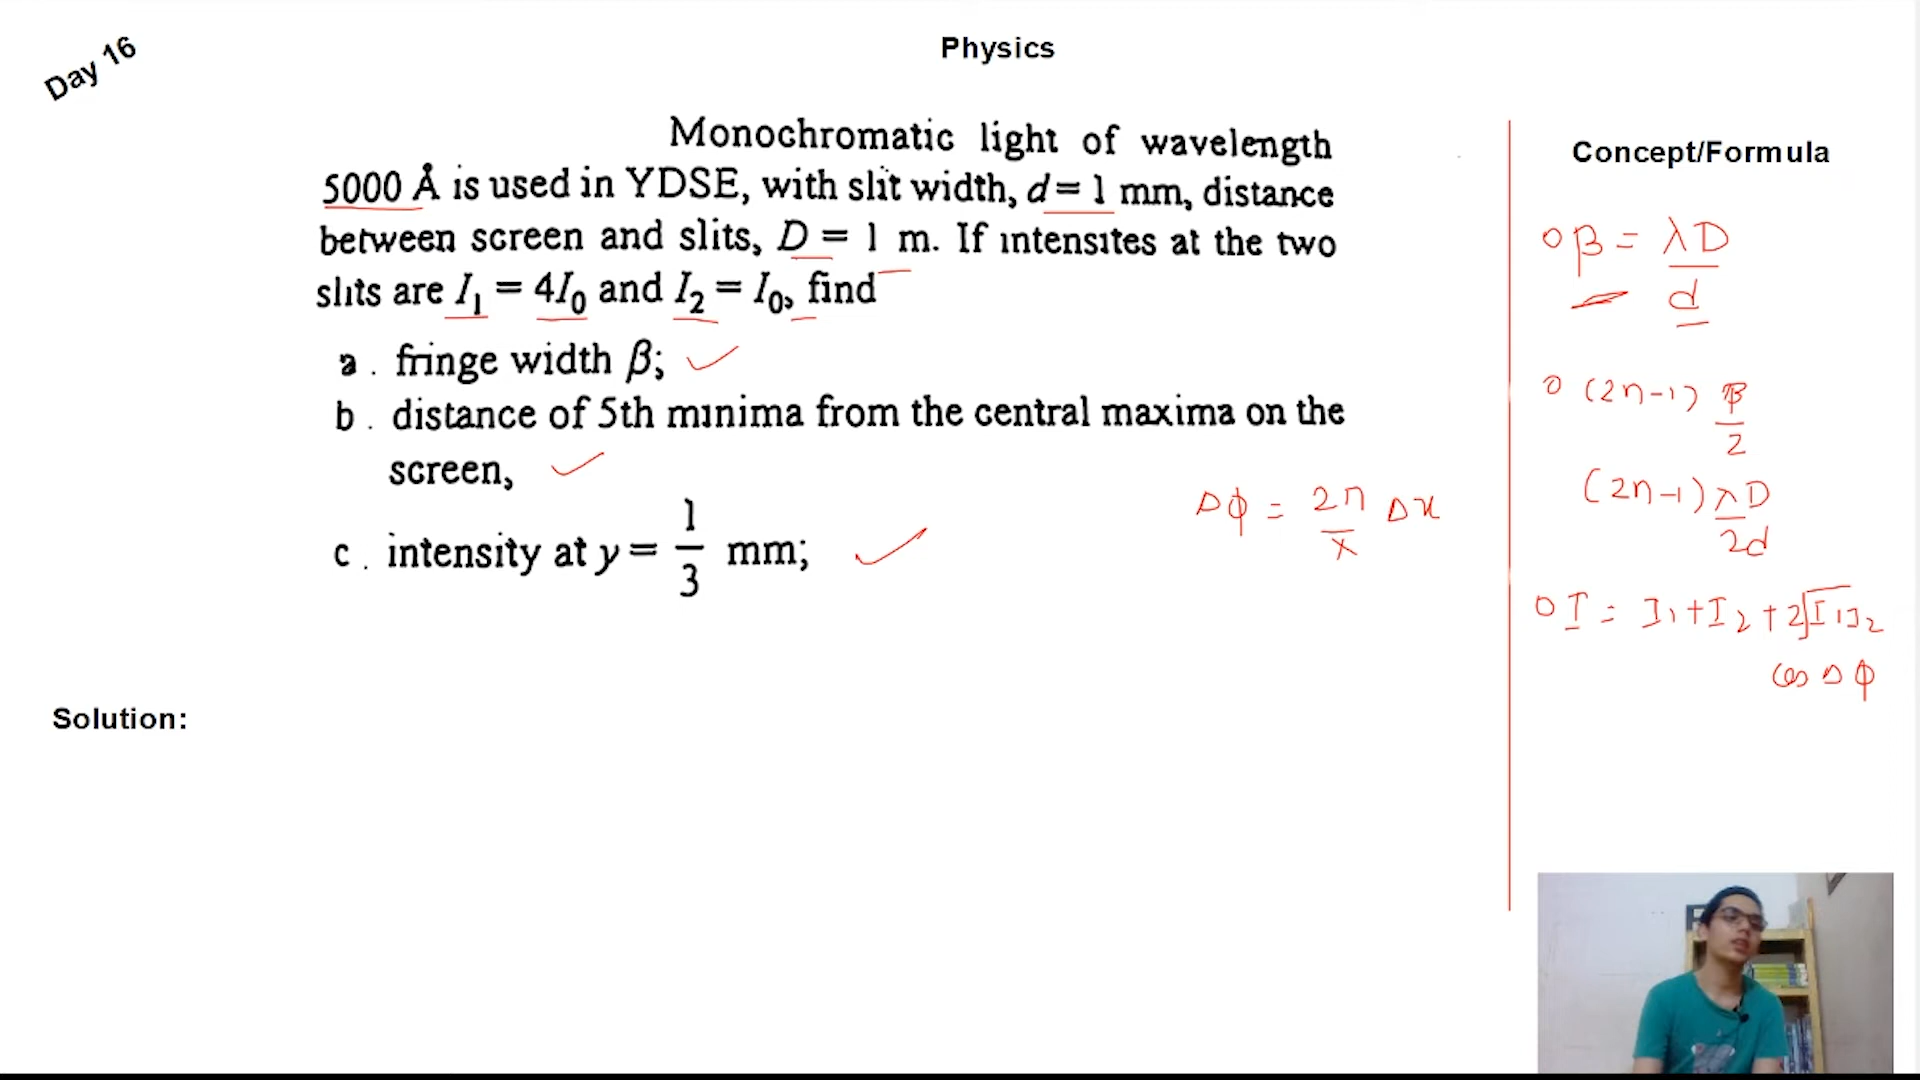 Day 16
Physics
Monochromatic light of wavelength
5000 Å is used in YDSE, with slit width, d = 1 mm, distance
between screen and slits, D = 1 m. If intensites at the two
slits are I₁ = 4I₀ and I₂ = I₀, find
a . fringe width β;
b . distance of 5th minima from the central maxima on the
screen,
c . intensity at y = 1/3 mm;
Δφ = 2π/λ Δx
Solution:
Concept/Formula
β = λD/d
(2n-1) β/2
(2n-1) λD/2d
I = I₁ + I₂ + 2√I₁I₂
cos Δφ